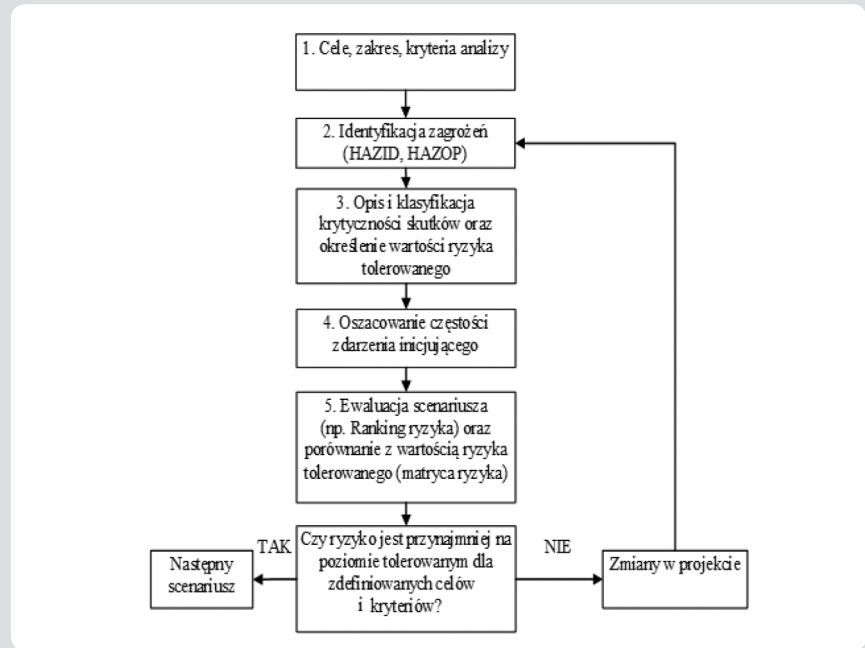 1. Cele, zakres, kryteria analizy
2. Identyfikacja zagrożeń
(HAZID, HAZOP)
3. Opis i klasyfikacja
krytyczności skutków oraz
określenie wartości ryzyka
tolerowanego
4. Oszacowanie częstości
zdarzenia inicjującego
5. Ewaluacja scenariusza
(np. Ranking ryzyka) oraz
porównanie z wartością ryzyka
tolerowanego (matryca ryzyka)
Czy ryzyko jest przynajmniej na
poziomie tolerowanym dla
zdefiniowanych celów
i kryteriów?
TAK
Następny
scenariusz
NIE
Zmiany w projekcie